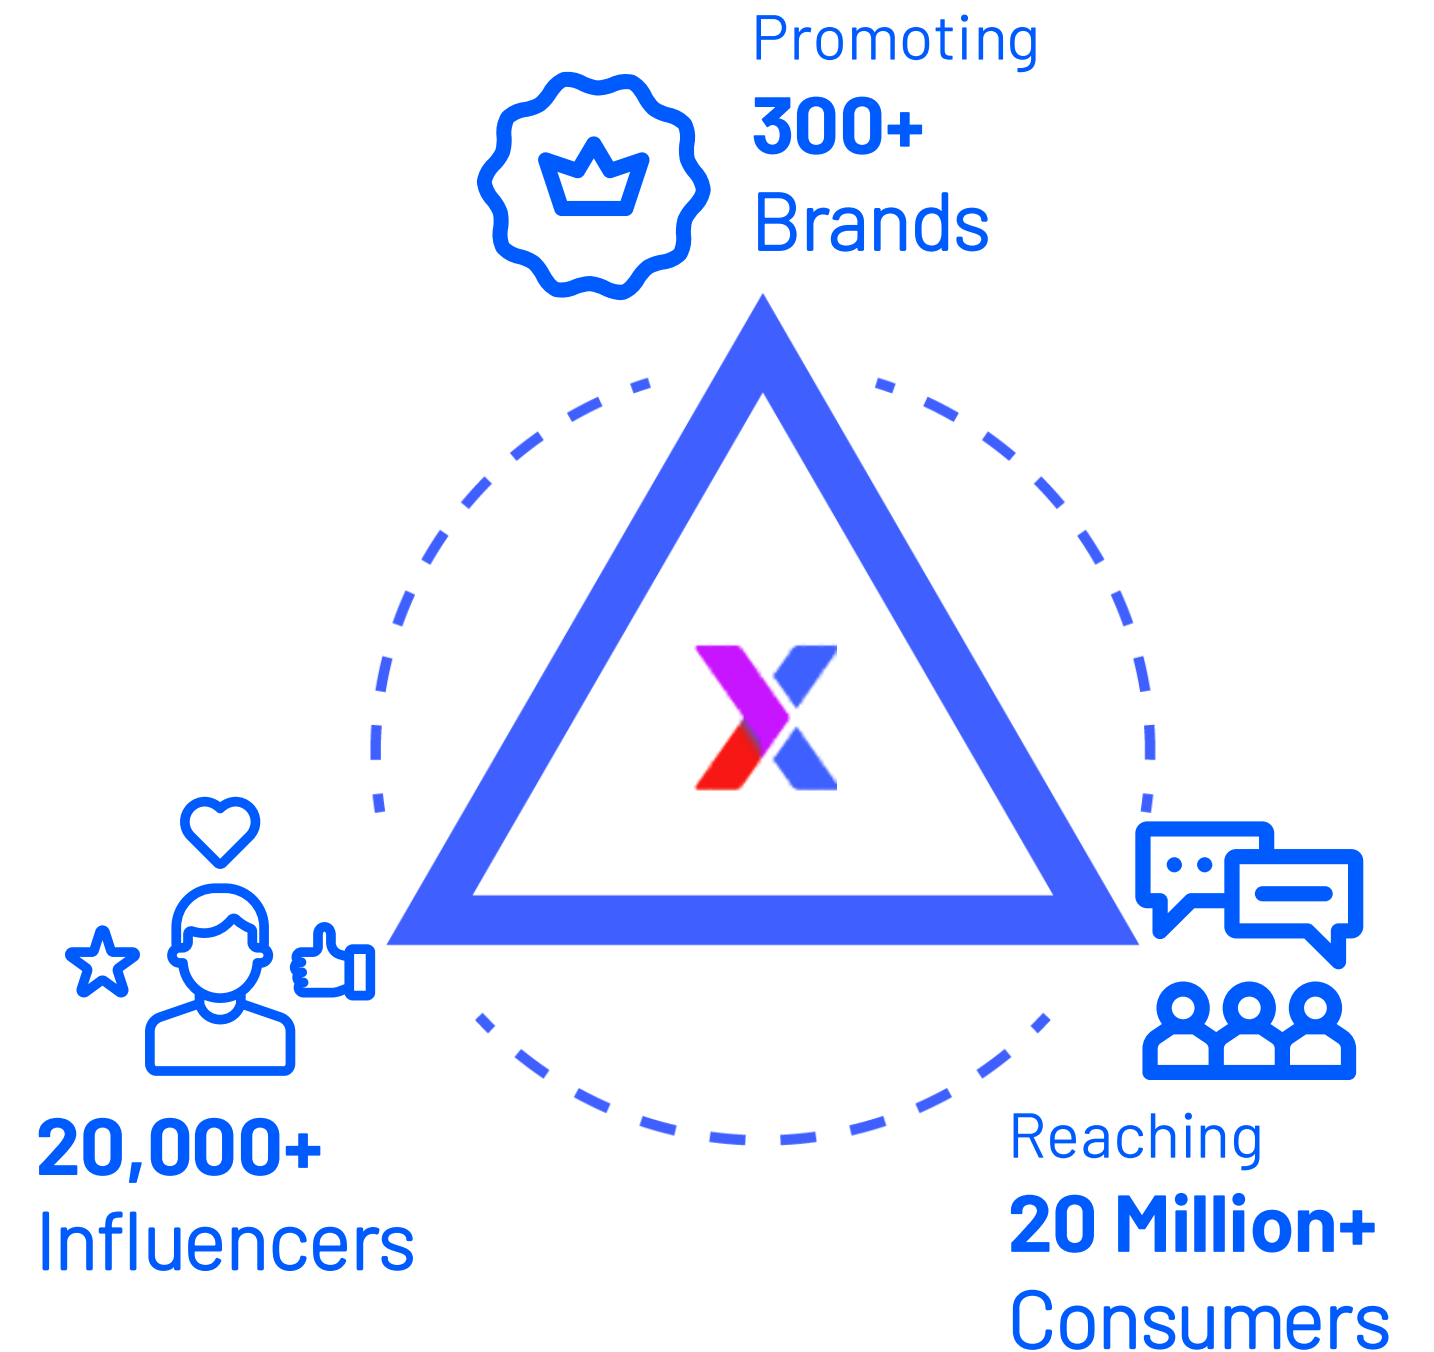 Promoting
300+
Brands
20,000+
Influencers
Reaching
20 Million+
Consumers